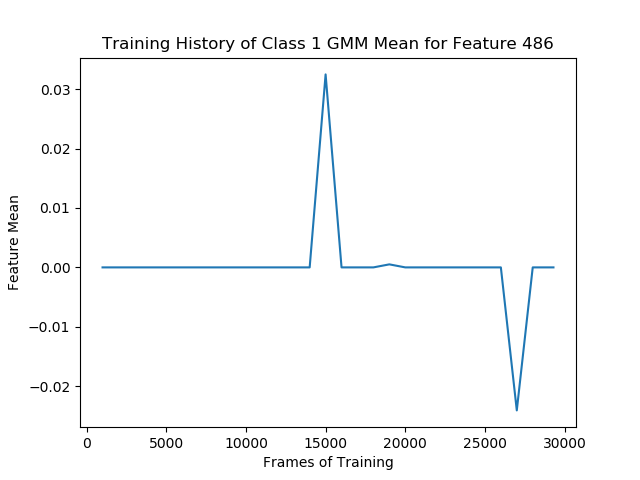 Training History of Class 1 GMM Mean for Feature 486
0.03
0.02
0.01
0.00
−0.01
−0.02
Feature Mean
0 5000 10000 15000 20000 25000 30000
Frames of Training